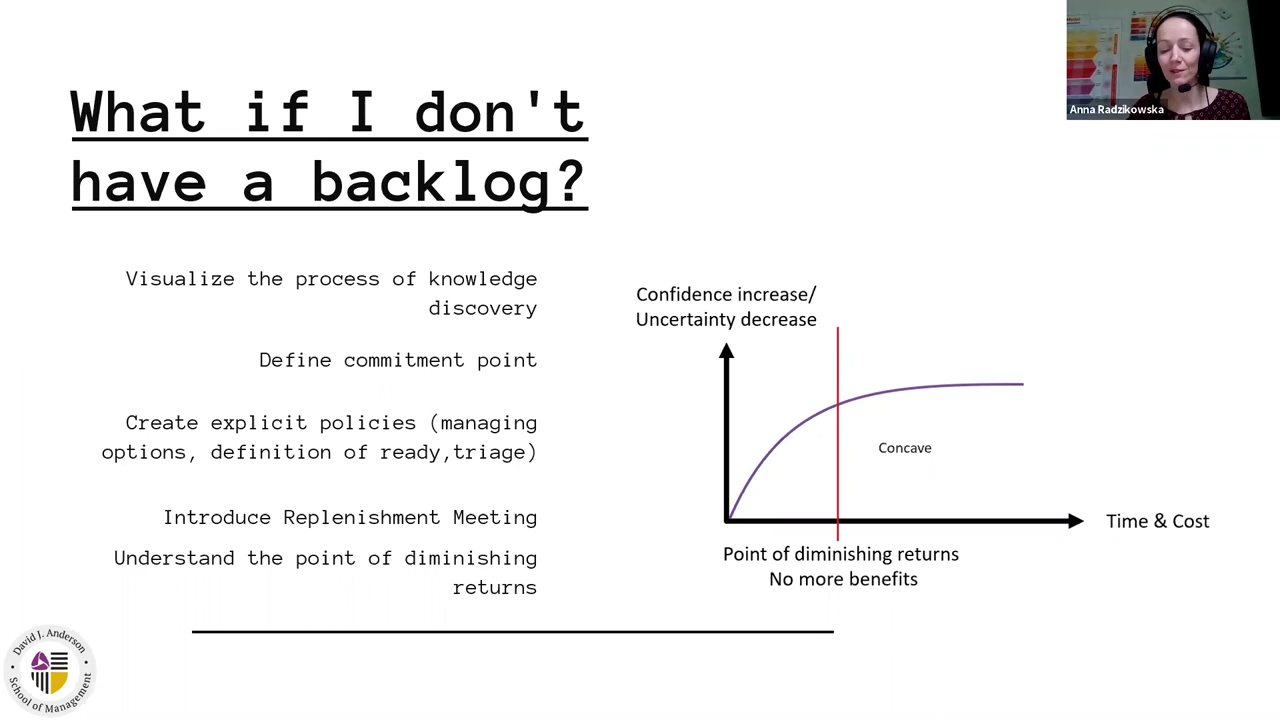 What if I don't
have a backlog?
Anna Radzikowska
Visualize the process of knowledge
discovery
Define commitment point
Create explicit policies (managing
options, definition of ready,triage)
Introduce Replenishment Meeting
Understand the point of diminishing
returns
Confidence increase/
Uncertainty decrease
Concave
Time & Cost
Point of diminishing returns
No more benefits
David J. Anderson
School of Management